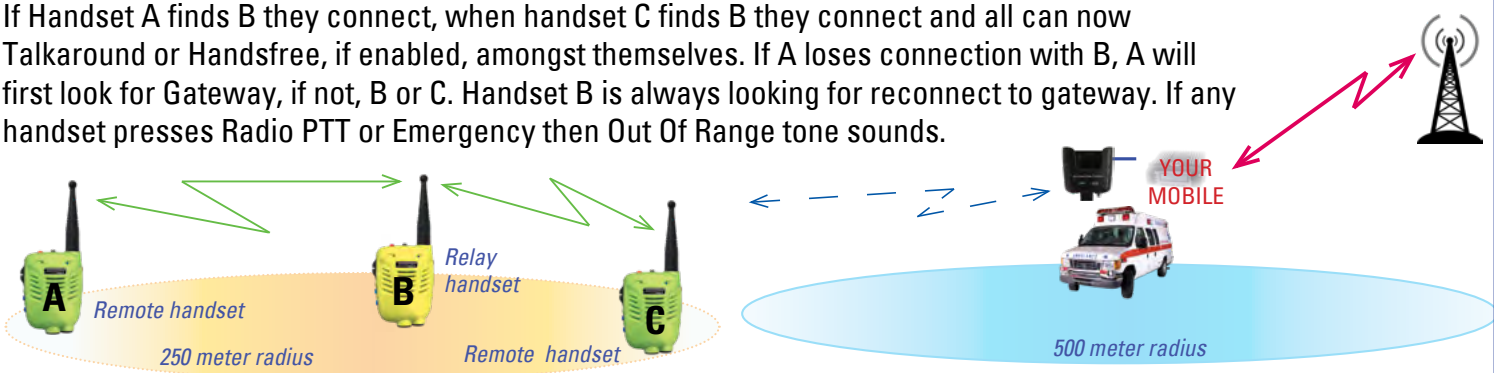 If Handset A finds B they connect, when handset C finds B they connect and all can now
Talkaround or Handsfree, if enabled, amongst themselves. If A loses connection with B, A will
first look for Gateway, if not, B or C. Handset B is always looking for reconnect to gateway. If any
handset presses Radio PTT or Emergency then Out Of Range tone sounds.
YOUR
MOBILE
Relay
handset
A
B
C
Remote handset
250 meter radius
Remote handset
500 meter radius